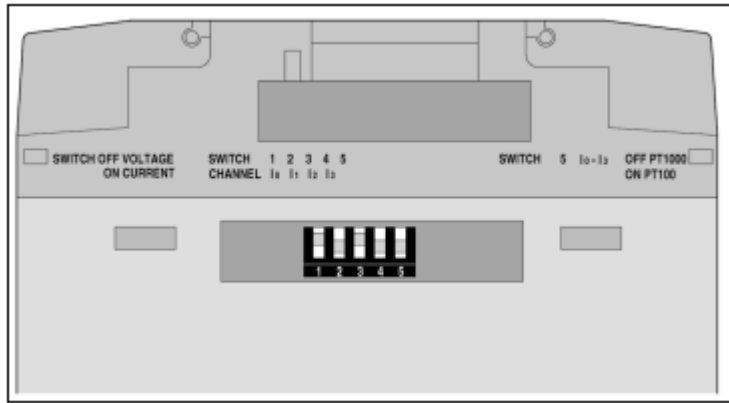 SWITCH OFF VOLTAGE SWITCH 1 2 3 4 5 SWITCH 5 I₀-I₃ OFF PT1000
ON CURRENT CHANNEL I₀ I₁ I₂ I₃ ON PT100
1 2 3 4 5